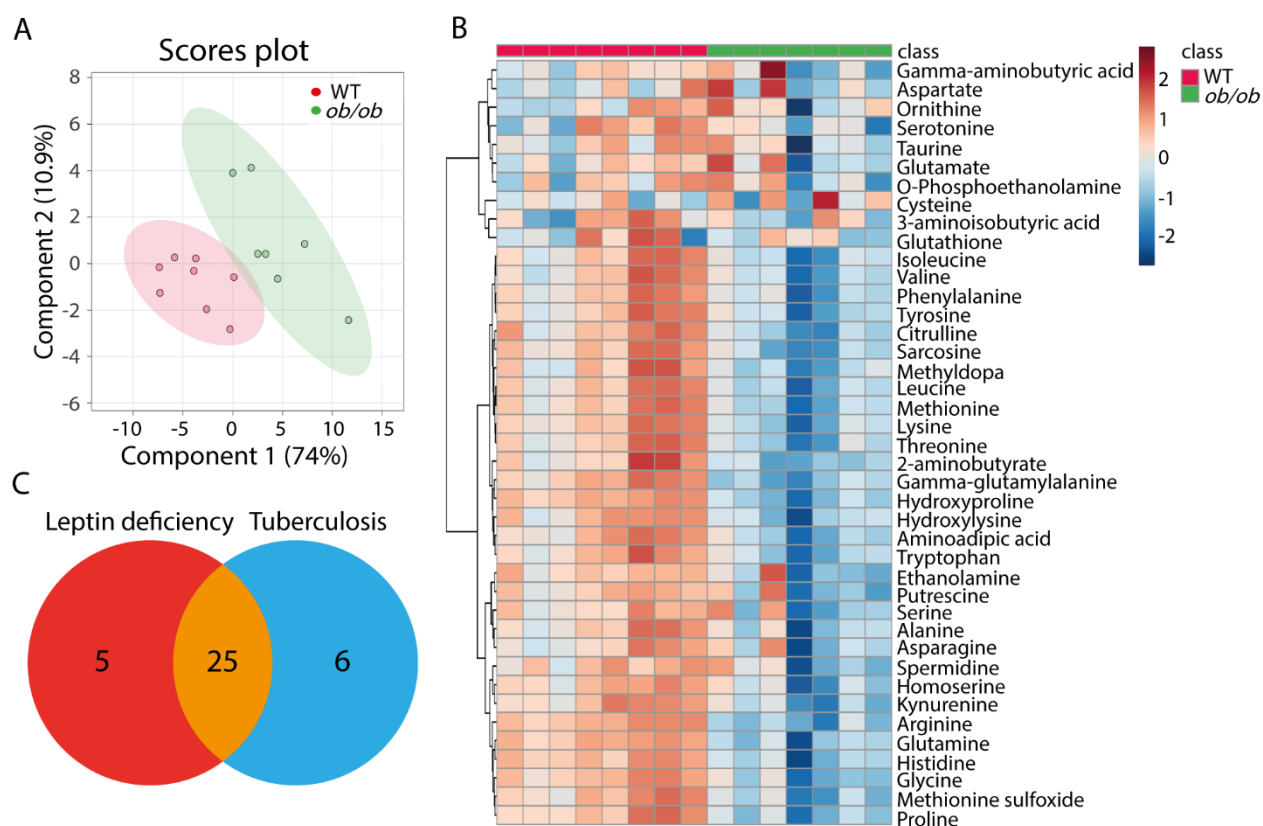 A
Scores plot
WT
ob/ob
8
6
4
2
0
-2
-4
-6
Component 2 (10.9%)
-10
-5
0
5
10
15
Component 1 (74%)
B
class
Gamma-aminobutyric acid
Aspartate
Ornithine
Serotonine
Taurine
Glutamate
O-Phosphoethanolamine
Cysteine
3-aminoisobutyric acid
Glutathione
Isoleucine
Valine
Phenylalanine
Tyrosine
Citrulline
Sarcosine
Methyldopa
Leucine
Methionine
Lysine
Threonine
2-aminobutyrate
Gamma-glutamylalanine
Hydroxyproline
Hydroxylysine
Aminoadipic acid
Tryptophan
Ethanolamine
Putrescine
Serine
Alanine
Asparagine
Spermidine
Homoserine
Kynurenine
Arginine
Glutamine
Histidine
Glycine
Methionine sulfoxide
Proline
2
1
0
-1
-2
class
WT
ob/ob
C
Leptin deficiency
Tuberculosis
5
25
6